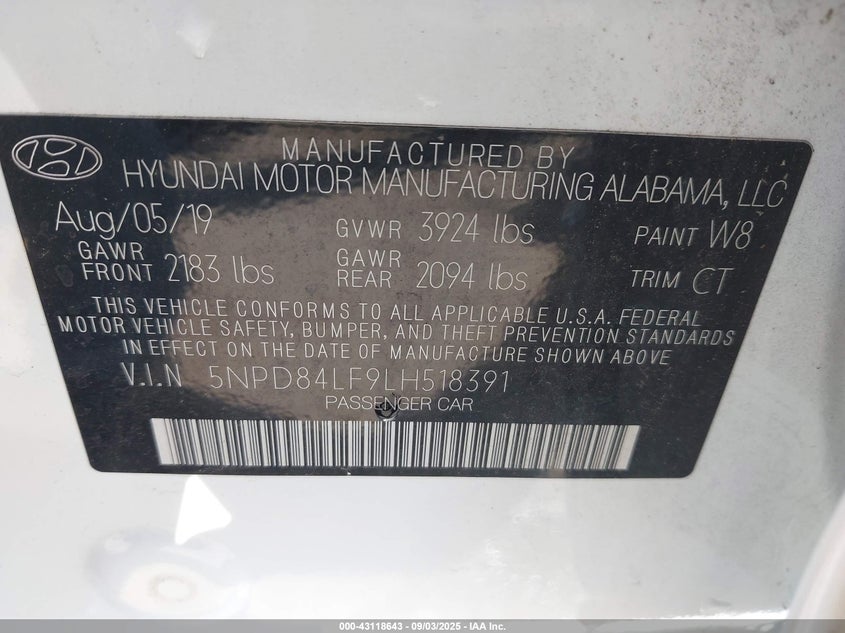 MANUFACTURED BY
HYUNDAI MOTOR MANUFACTURING ALABAMA, LLC
Aug/05/19 GVWR 3924 lbs PAINT W8
GAWR FRONT 2183 lbs GAWR REAR 2094 lbs TRIM CT
THIS VEHICLE CONFORMS TO ALL APPLICABLE U.S.A. FEDERAL
MOTOR VEHICLE SAFETY, BUMPER, AND THEFT PREVENTION STANDARDS
IN EFFECT ON THE DATE OF MANUFACTURE SHOWN ABOVE
V.I.N 5NPD84LF9LH518391
PASSENGER CAR
000-43118643 - 09/03/2025 - IAA Inc.